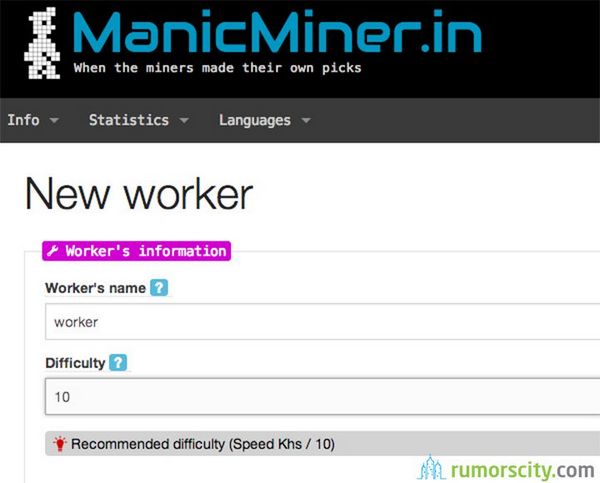 ManicMiner.in
When the miners made their own picks
Info Statistics Languages
New worker
Worker's information
Worker's name ?
worker
Difficulty ?
10
Recommended difficulty (Speed Khs / 10)
rumorscity.com